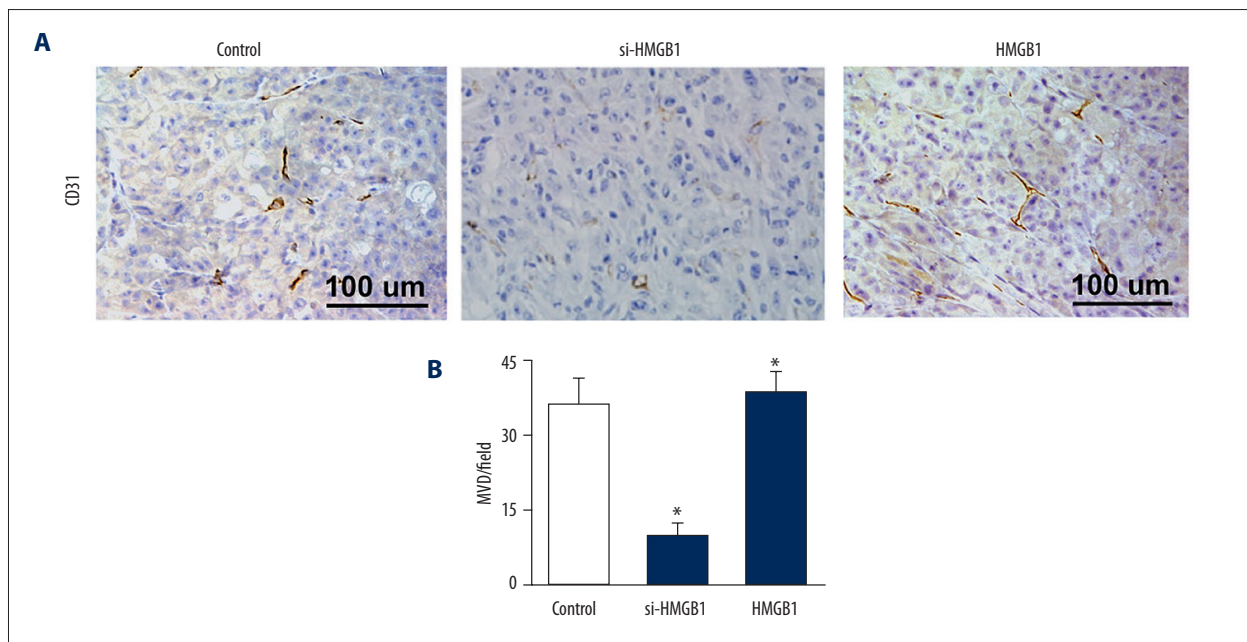 A
Control
si-HMGB1
HMGB1
CD31
100 um
100 um
B
45
30
15
0
MVD/field
*
*
Control
si-HMGB1
HMGB1